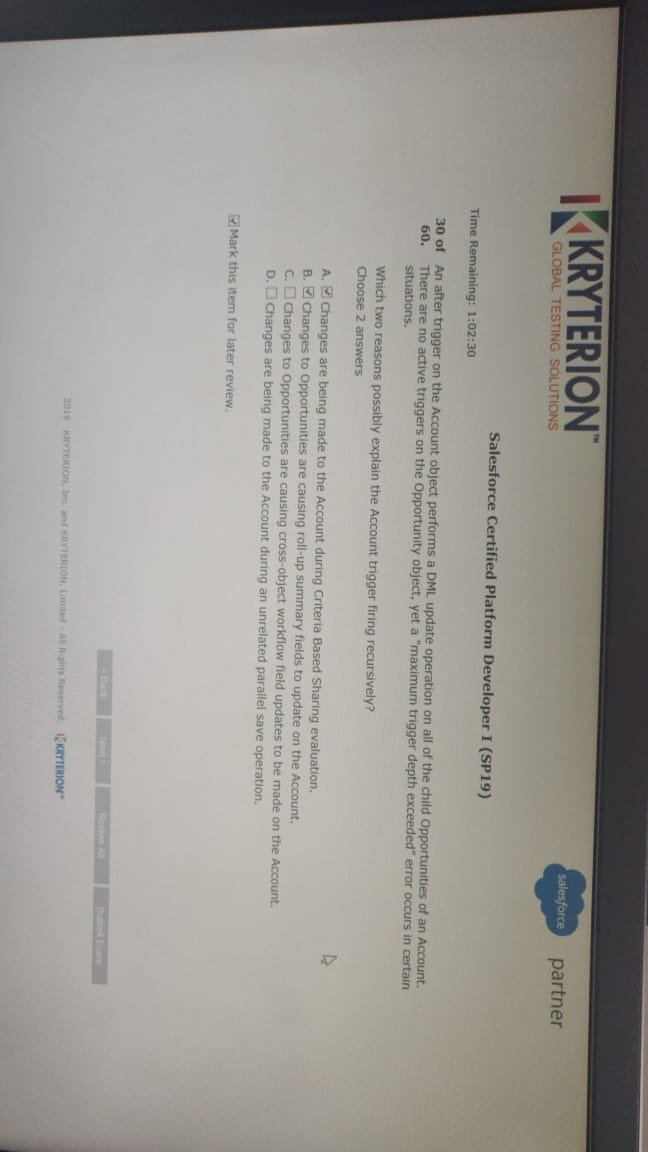 KRYTERION™
GLOBAL TESTING SOLUTIONS
salesforce partner
Salesforce Certified Platform Developer I (SP19)
Time Remaining: 1:02:30
30 of 60. An after trigger on the Account object performs a DML update operation on all of the child Opportunities of an Account.
There are no active triggers on the Opportunity object, yet a "maximum trigger depth exceeded" error occurs in certain
situations.
Which two reasons possibly explain the Account trigger firing recursively?
Choose 2 answers
A. Changes are being made to the Account during Criteria Based Sharing evaluation.
B. Changes to Opportunities are causing roll-up summary fields to update on the Account.
C. Changes to Opportunities are causing cross-object workflow field updates to be made on the Account.
D. Changes are being made to the Account during an unrelated parallel save operation.
Mark this item for later review.
< Back Next > Review All Submit Exam
2019 KRYTERION, Inc. and KRYTERION, Limited - All Rights Reserved. KRYTERION™